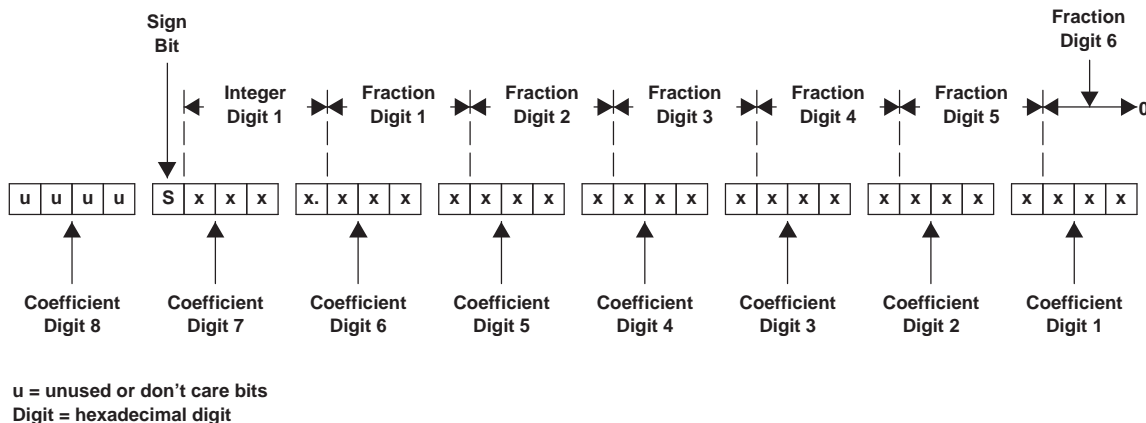 Sign
Bit
Fraction
Digit 6
Integer
Digit 1
Fraction
Digit 1
Fraction
Digit 2
Fraction
Digit 3
Fraction
Digit 4
Fraction
Digit 5
0
u u u u S x x x x. x x x x x x x x x x x x x x x x x x x x x x x
Coefficient
Digit 8
Coefficient
Digit 7
Coefficient
Digit 6
Coefficient
Digit 5
Coefficient
Digit 4
Coefficient
Digit 3
Coefficient
Digit 2
Coefficient
Digit 1
u = unused or don’t care bits
Digit = hexadecimal digit